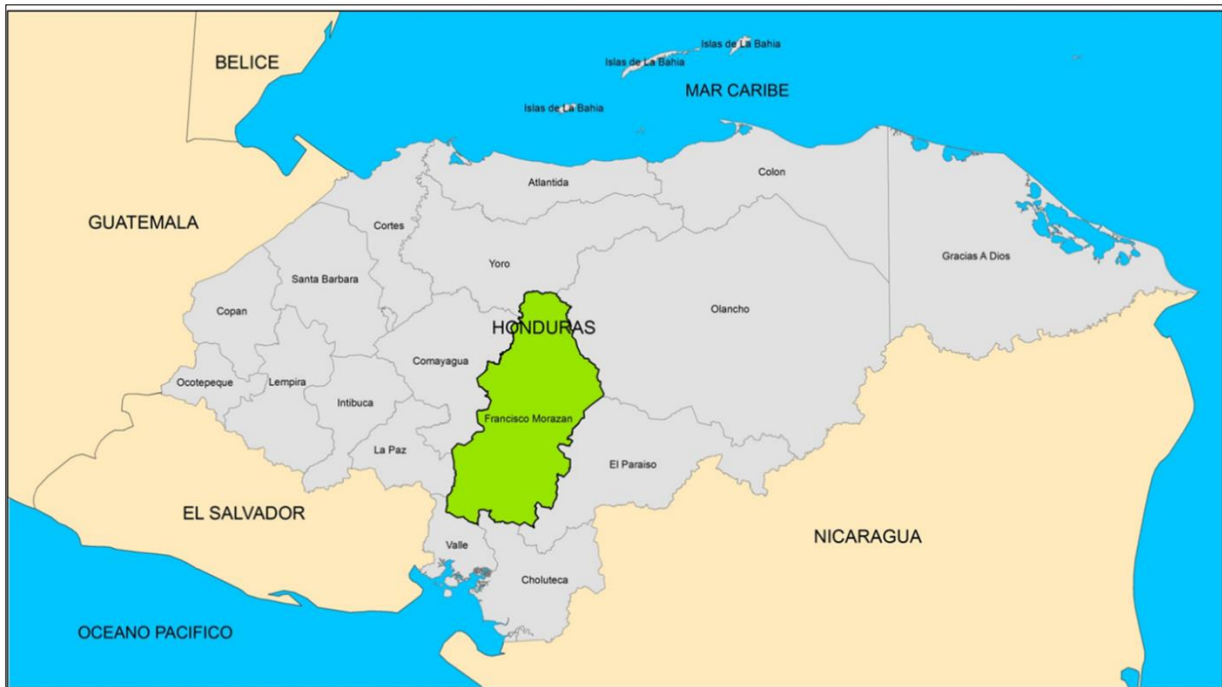 Islas de La Bahia
BELICE
Islas de La Bahia
MAR CARIBE
Islas de La Bahia
Colon
Atlantida
GUATEMALA
Cortes
Gracias A Dios
Yoro
Santa Barbara
Copan
Olancho
HONDURAS
Comayagua
Ocotepeque
Lempira
Intibuca
Francisco Morazan
La Paz
El Paraiso
EL SALVADOR
NICARAGUA
Valle
Choluteca
OCEANO PACIFICO